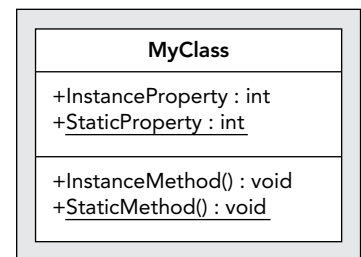 MyClass
+InstanceProperty : int
+StaticProperty : int
+InstanceMethod() : void
+StaticMethod() : void